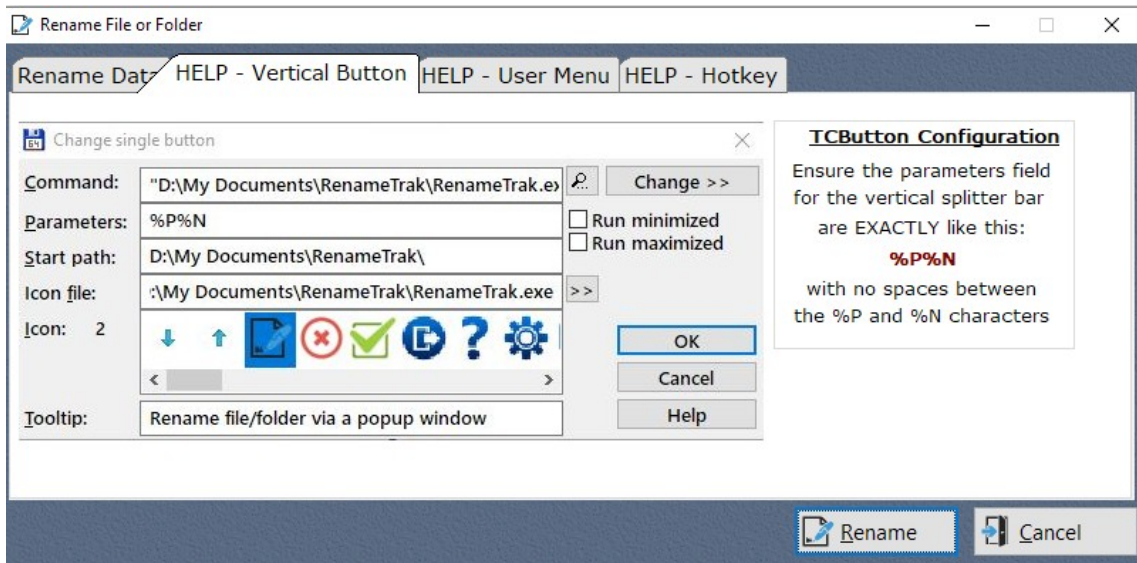 Rename File or Folder
Rename Data HELP - Vertical Button HELP - User Menu HELP - Hotkey
Change single button
Command: "D:\My Documents\RenameTrak\RenameTrak.ex Change >>
Parameters: %P%N Run minimized
Run maximized
Start path: D:\My Documents\RenameTrak\
Icon file: :\My Documents\RenameTrak\RenameTrak.exe >>
Icon: 2
OK
Cancel
Tooltip: Rename file/folder via a popup window Help
TCButton Configuration
Ensure the parameters field
for the vertical splitter bar
are EXACTLY like this:
%P%N
with no spaces between
the %P and %N characters
Rename Cancel